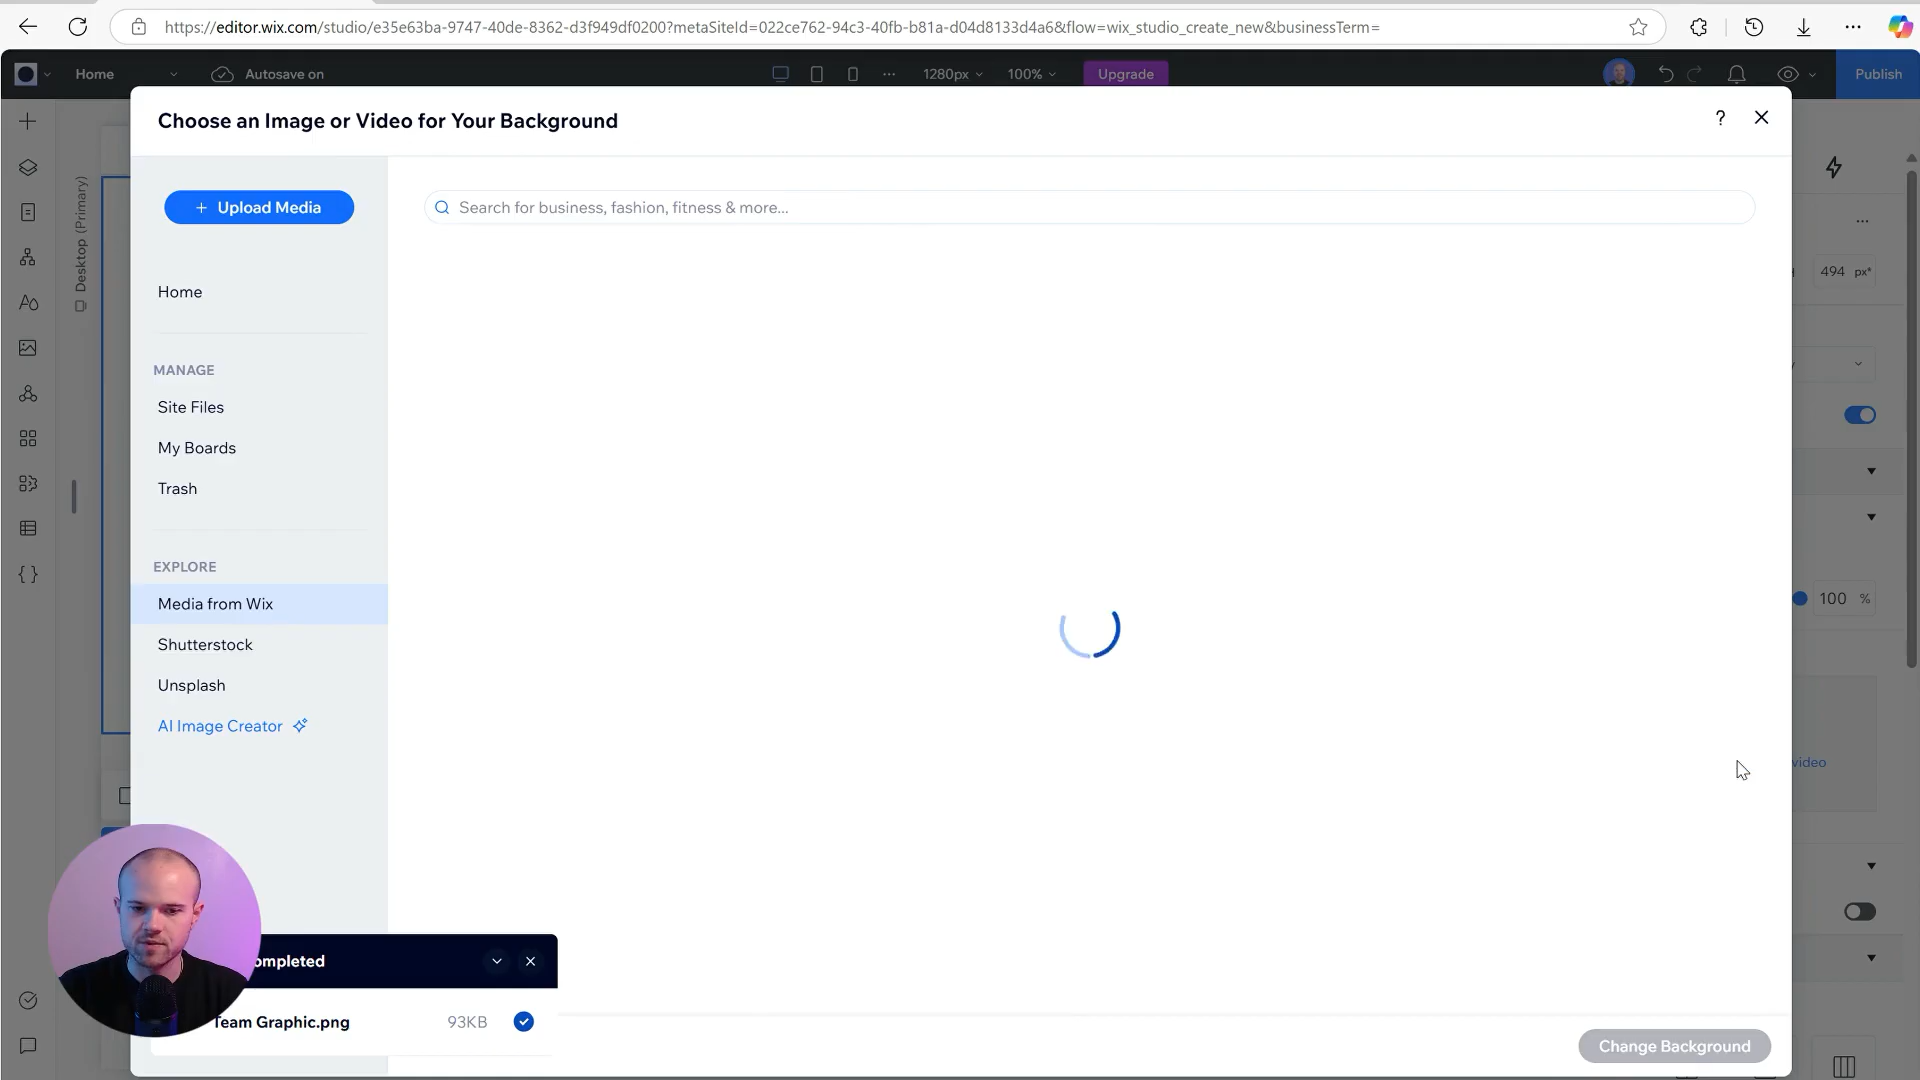 https://editor.wix.com/studio/e35e63ba-9747-40de-8362-d3f949df0200?metaSiteId=022ce762-94c3-40fb-b81a-d04d8133d4a6&flow=wix_studio_create_new&businessTerm=
Home
Autosave on
1280px
100%
Upgrade
Publish
Choose an Image or Video for Your Background
?
Desktop (Primary)
+ Upload Media
Search for business, fashion, fitness & more...
Home
494 px*
MANAGE
Site Files
My Boards
Trash
EXPLORE
Media from Wix
100 %
Shutterstock
Unsplash
AI Image Creator
video
ompleted
Team Graphic.png
93KB
Change Background